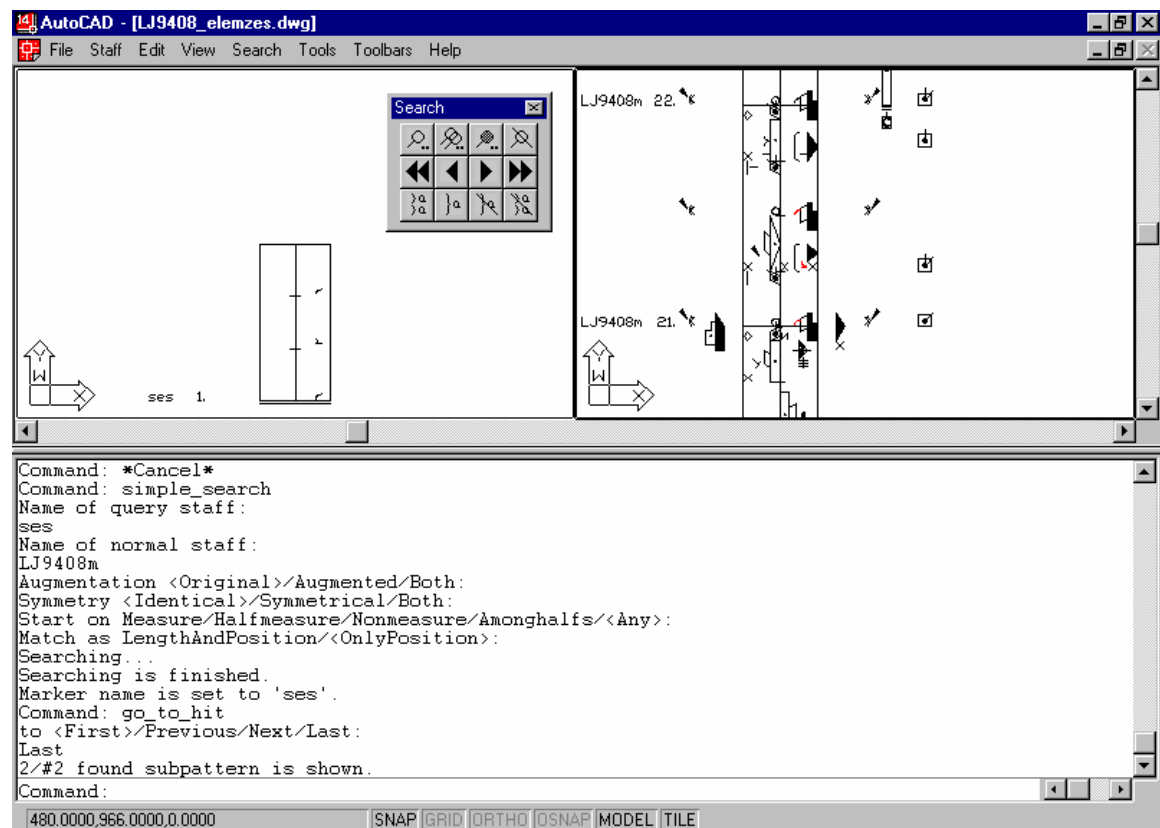 AutoCAD - [LJ9408_elemzes.dwg]
File Staff Edit View Search Tools Toolbars Help
Search
LJ9408m 22.
LJ9408m 21.
Y
W
X
ses 1.
Y
W
X
Command: *Cancel*
Command: simple_search
Name of query staff:
ses
Name of normal staff:
LJ9408m
Augmentation <Original>/Augmented/Both:
Symmetry <Identical>/Symmetrical/Both:
Start on Measure/Halfmeasure/Nonmeasure/Amonghalfs/<Any>:
Match as LengthAndPosition/<OnlyPosition>:
Searching...
Searching is finished.
Marker name is set to 'ses'.
Command: go_to_hit
to <First>/Previous/Next/Last:
Last
2/#2 found subpattern is shown.
Command:
480.0000,966.0000,0.0000 SNAP GRID ORTHO OSNAP MODEL TILE